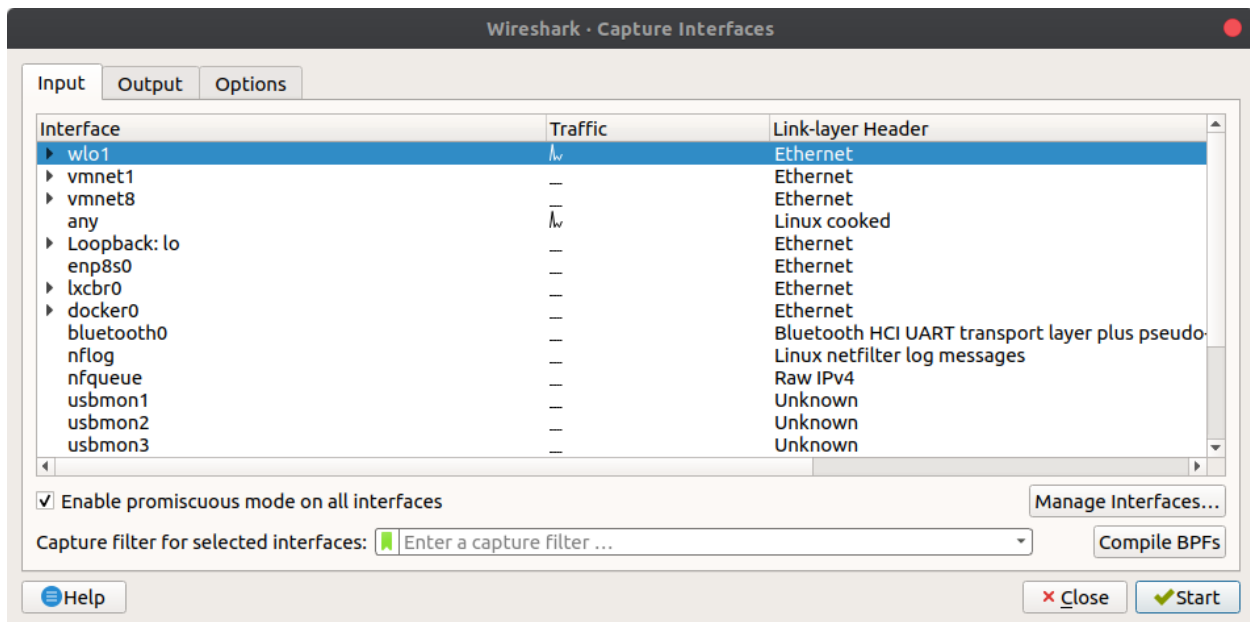 Wireshark · Capture Interfaces
Input Output Options
Interface Traffic Link-layer Header
wlo1 Ethernet
vmnet1 Ethernet
vmnet8 Ethernet
any Linux cooked
Loopback: lo Ethernet
enp8s0 Ethernet
lxcbr0 Ethernet
docker0 Ethernet
bluetooth0 Bluetooth HCI UART transport layer plus pseudo-
nflog Linux netfilter log messages
nfqueue Raw IPv4
usbmon1 Unknown
usbmon2 Unknown
usbmon3 Unknown
Enable promiscuous mode on all interfaces Manage Interfaces...
Capture filter for selected interfaces: Enter a capture filter ... Compile BPFs
Help Close Start